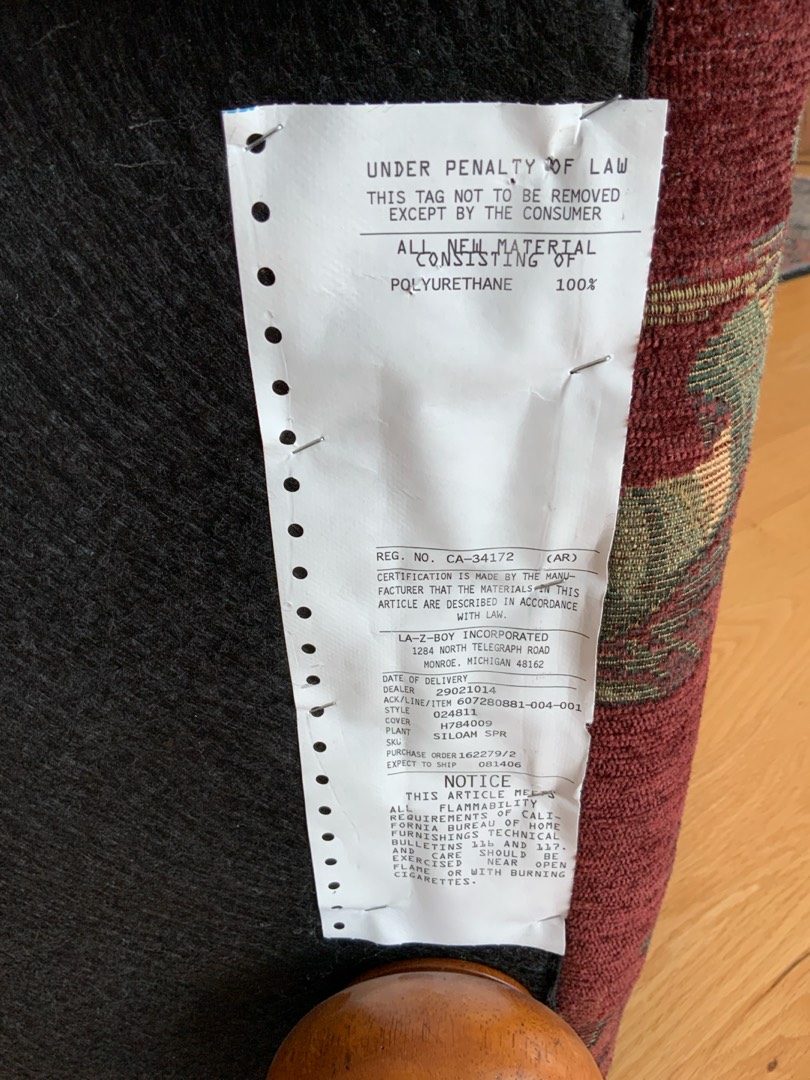 UNDER PENALTY OF LAW
THIS TAG NOT TO BE REMOVED
EXCEPT BY THE CONSUMER
ALL NEW MATERIAL
CONSISTING OF
POLYURETHANE 100%
REG. NO. CA-34172 (AR)
CERTIFICATION IS MADE BY THE MANU-
FACTURER THAT THE MATERIALS IN THIS
ARTICLE ARE DESCRIBED IN ACCORDANCE
WITH LAW.
LA-Z-BOY INCORPORATED
1284 NORTH TELEGRAPH ROAD
MONROE, MICHIGAN 48162
DATE OF DELIVERY
DEALER 29021014
ACK/LINE/ITEM 607280881-004-001
STYLE 024811
COVER H784009
PLANT SILOAM SPR
SKU
PURCHASE ORDER 162279/2
EXPECT TO SHIP 081406
NOTICE
THIS ARTICLE MEETS
ALL FLAMMABILITY
REQUIREMENTS OF CALI-
FORNIA BUREAU OF HOME
FURNISHINGS TECHNICAL
BULLETINS 116 AND 117.
AND CARE SHOULD BE
EXERCISED NEAR OPEN
FLAME OR WITH BURNING
CIGARETTES.